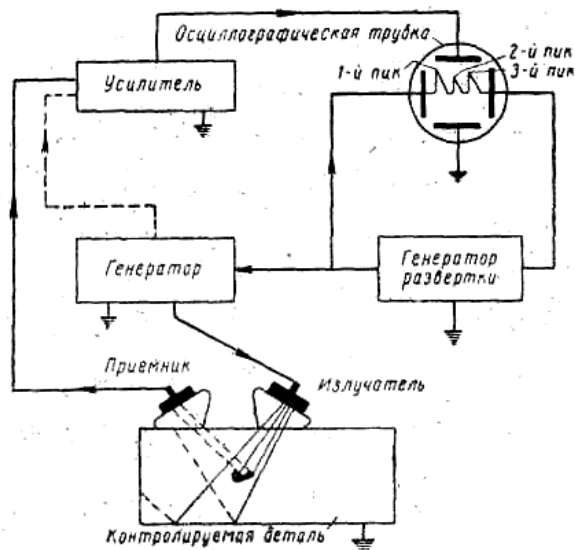 Осциллографическая трубка
Усилитель
1-й пик
2-й пик
3-й пик
Генератор
Генератор
развертки
Приемник
Излучатель
Контролируемая деталь